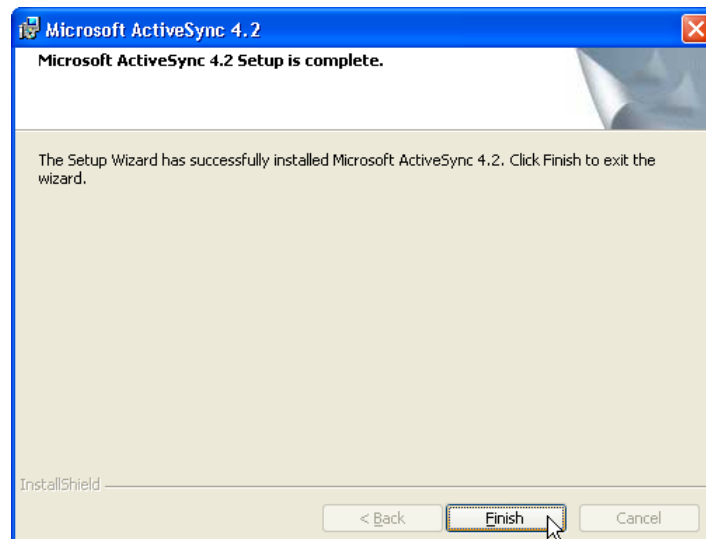 Microsoft ActiveSync 4.2
Microsoft ActiveSync 4.2 Setup is complete.
The Setup Wizard has successfully installed Microsoft ActiveSync 4.2. Click Finish to exit the
wizard.
InstallShield
< Back Finish Cancel